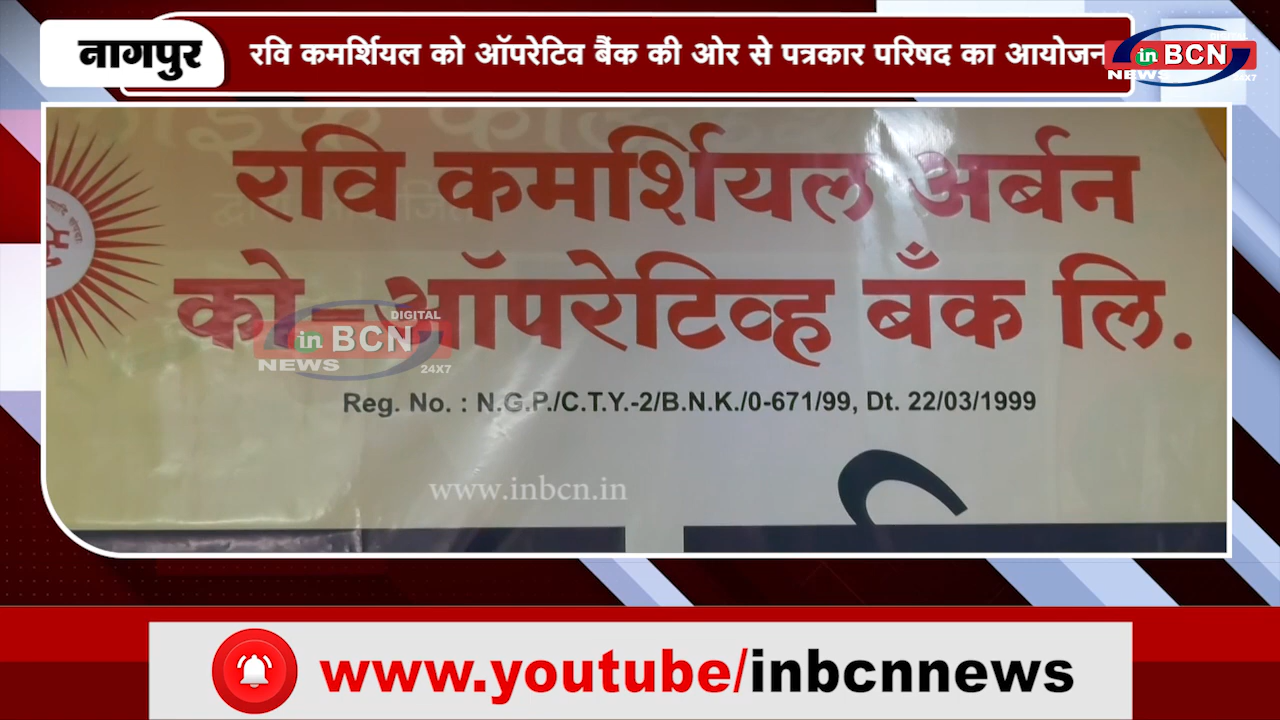 नागपुर
रवि कमर्शियल को ऑपरेटिव बैंक की ओर से पत्रकार परिषद का आयोजन
DIGITAL
in BCN
NEWS 24X7
रवि कमर्शियल अर्बन
को-ऑपरेटिव्ह बँक लि.
DIGITAL
in BCN
NEWS 24X7
Reg. No. : N.G.P./C.T.Y.-2/B.N.K./0-671/99, Dt. 22/03/1999
www.inbcn.in
www.youtube/inbcnnews